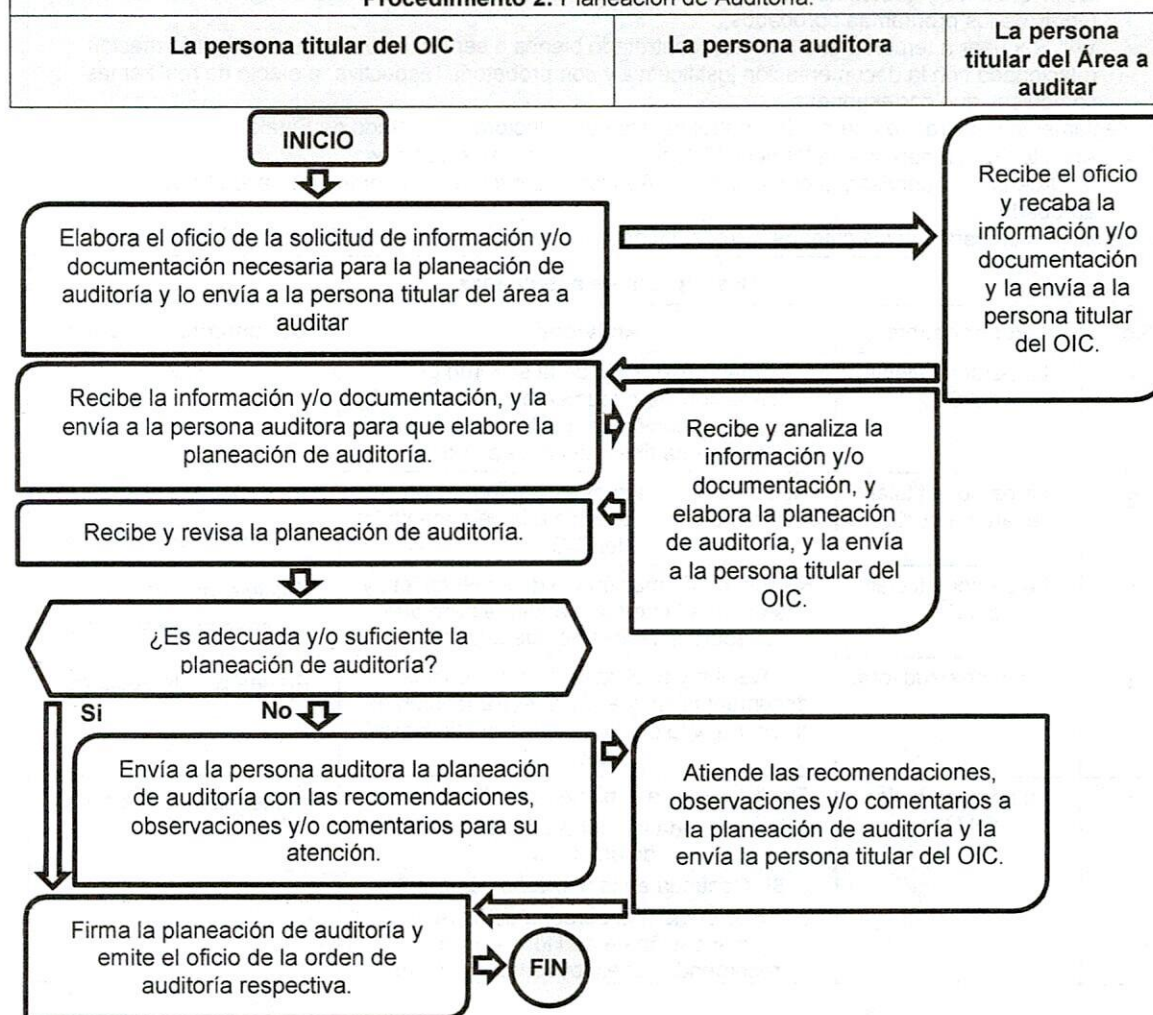 Procedimiento 2. Planeación de Auditoría.
La persona titular del OIC
La persona auditora
La persona
titular del Área a
auditar
INICIO
Elabora el oficio de la solicitud de información y/o
documentación necesaria para la planeación de
auditoría y lo envía a la persona titular del área a
auditar
Recibe el oficio
y recaba la
información y/o
documentación
y la envía a la
persona titular
del OIC.
Recibe la información y/o documentación, y la
envía a la persona auditora para que elabore la
planeación de auditoría.
Recibe y analiza la
información y/o
documentación, y
elabora la planeación
de auditoría, y la envía
a la persona titular del
OIC.
Recibe y revisa la planeación de auditoría.
¿Es adecuada y/o suficiente la
planeación de auditoría?
Si
No
Envía a la persona auditora la planeación
de auditoría con las recomendaciones,
observaciones y/o comentarios para su
atención.
Atiende las recomendaciones,
observaciones y/o comentarios a
la planeación de auditoría y la
envía la persona titular del OIC.
Firma la planeación de auditoría y
emite el oficio de la orden de
auditoría respectiva.
FIN